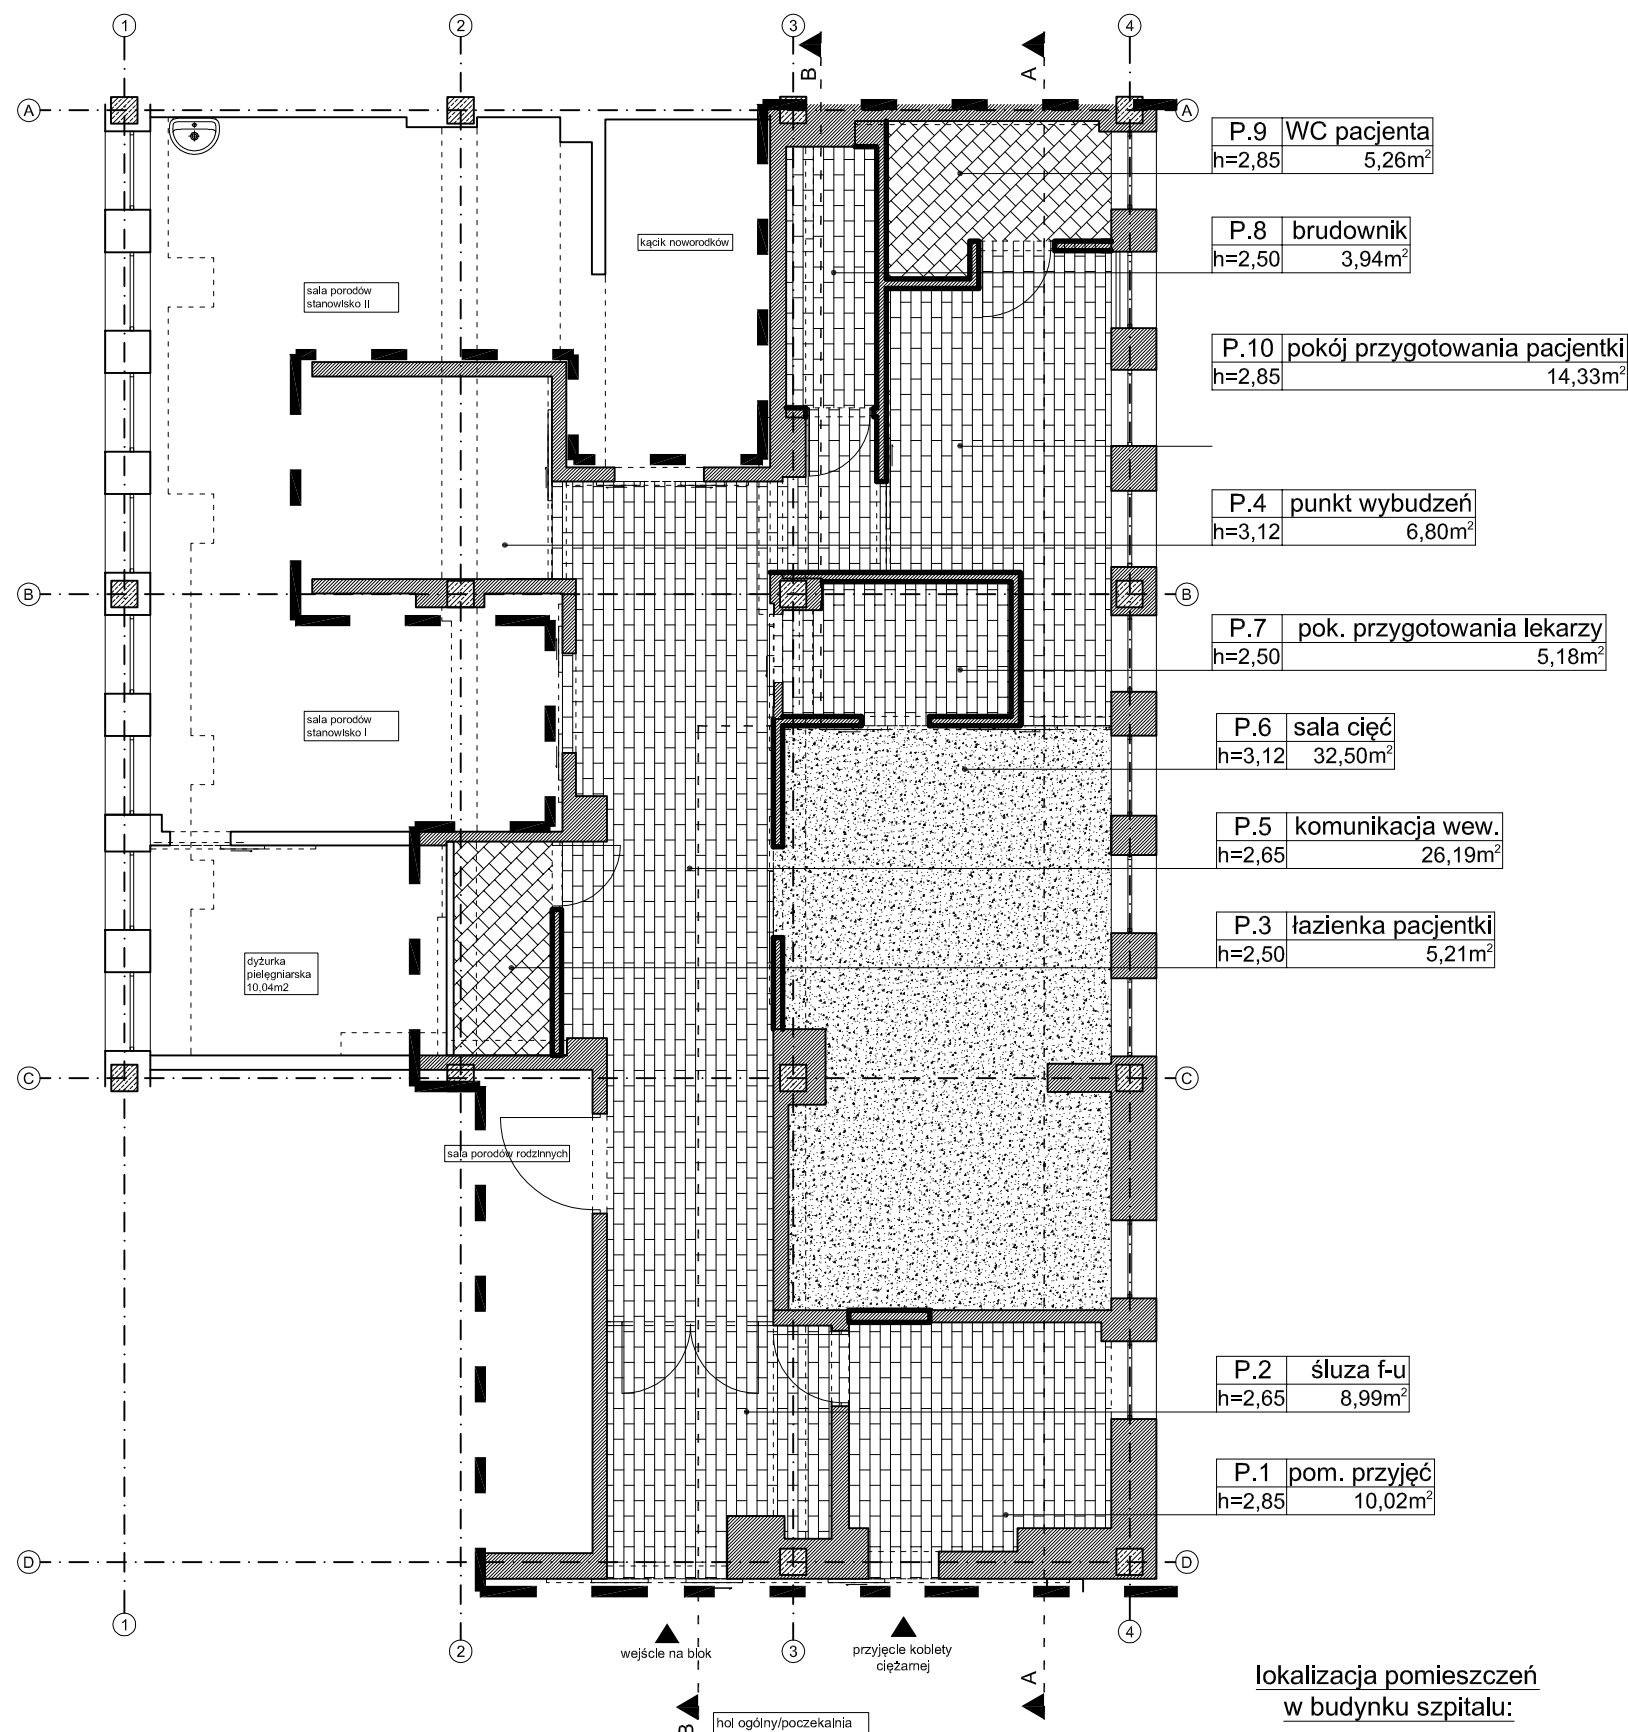 1
2
3
4
B
A
A
A
P.9 WC pacjenta
h=2,85 5,26m²
P.8 brudownik
h=2,50 3,94m²
kącik noworodków
sala porodów
stanowisko II
P.10 pokój przygotowania pacjentki
h=2,85 14,33m²
P.4 punkt wybudzeń
h=3,12 6,80m²
B
B
P.7 pok. przygotowania lekarzy
h=2,50 5,18m²
sala porodów
stanowisko I
P.6 sala cięć
h=3,12 32,50m²
P.5 komunikacja wew.
h=2,65 26,19m²
P.3 łazienka pacjentki
h=2,50 5,21m²
dyżurka
pielęgniarska
10,04m2
C
C
sala porodów rodzinnych
P.2 śluza f-u
h=2,65 8,99m²
P.1 pom. przyjęć
h=2,85 10,02m²
D
D
1
2
3
4
wejście na blok
przyjęcie kobiety
ciężarnej
A
B
hol ogólny/poczekalnia
lokalizacja pomieszczeń
w budynku szpitalu: